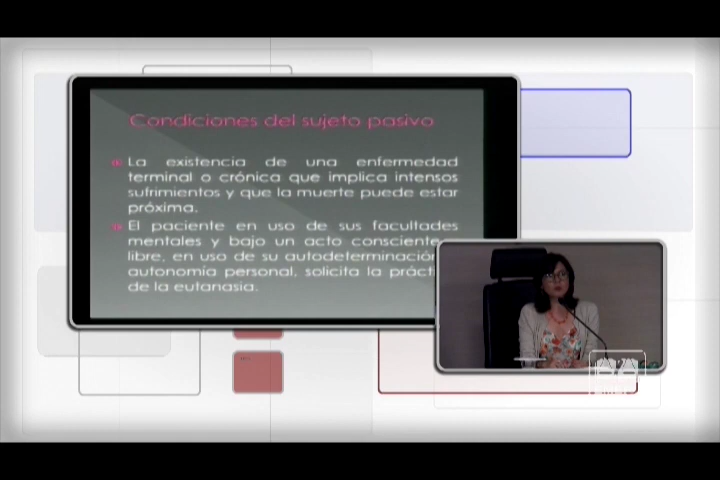 Condiciones del sujeto pasivo
La existencia de una enfermedad
terminal o crónica que implica intensos
sufrimientos y que la muerte puede estar
próxima.
El paciente en uso de sus facultades
mentales y bajo un acto consciente
libre, en uso de su autodeterminación
autonomía personal, solicita la
de la eutanasia.